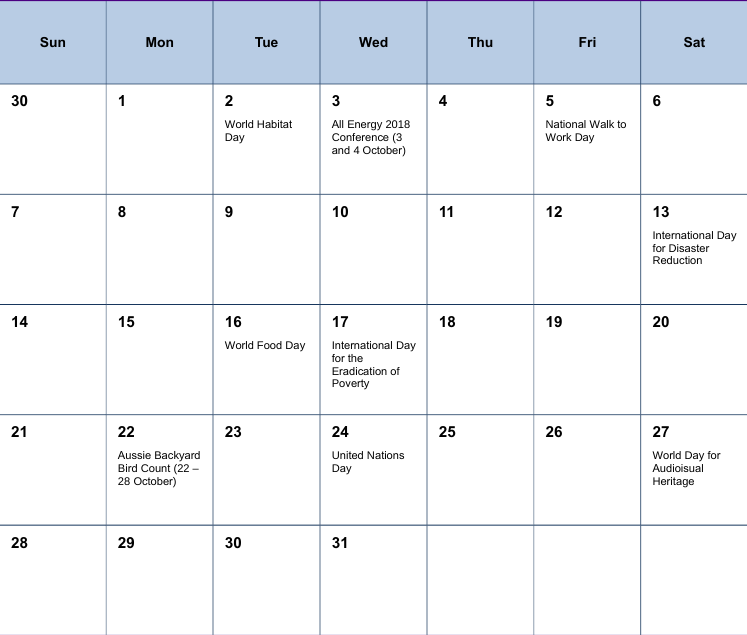 Sun Mon Tue Wed Thu Fri Sat
30 1 2 3 4 5 6
World Habitat
Day
All Energy 2018
Conference (3
and 4 October)
National Walk to
Work Day
7 8 9 10 11 12 13
International Day
for Disaster
Reduction
14 15 16 17 18 19 20
World Food Day
International Day
for the
Eradication of
Poverty
21 22 23 24 25 26 27
Aussie Backyard
Bird Count (22 –
28 October)
United Nations
Day
World Day for
Audioisual
Heritage
28 29 30 31